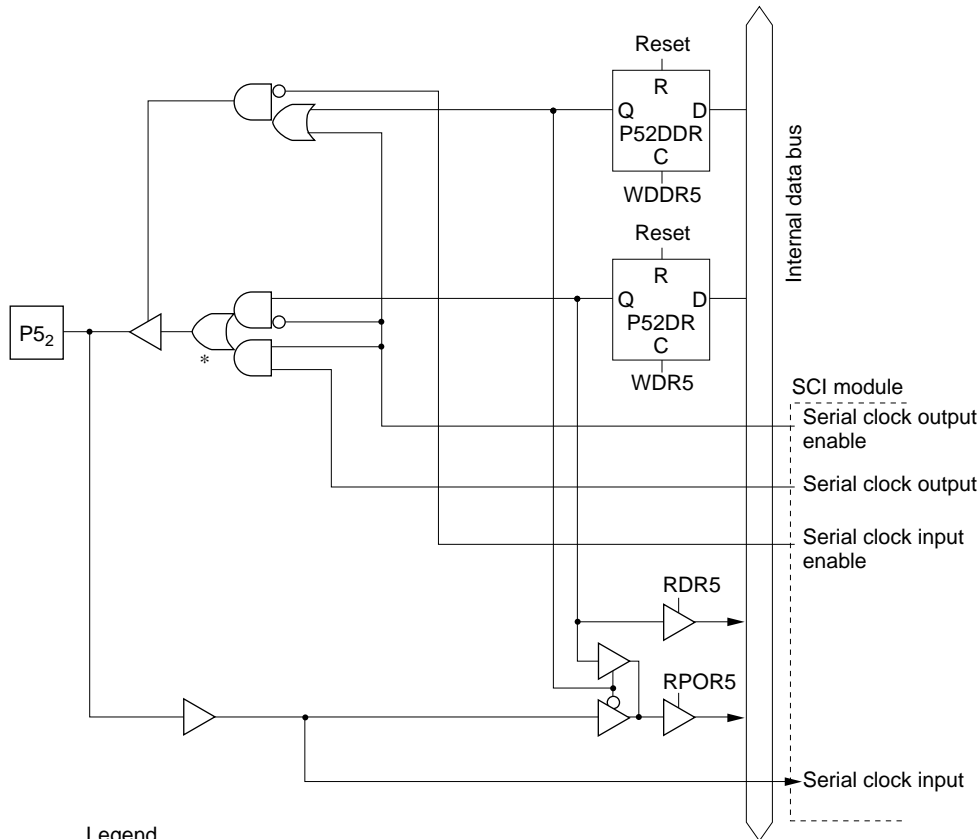 Reset
R
Q D
P52DDR
C
WDDR5
Internal data bus
Reset
R
Q D
P52DR
C
WDR5
P5₂
*
SCI module
Serial clock output
enable
Serial clock output
Serial clock input
enable
RDR5
RPOR5
Serial clock input
Legend